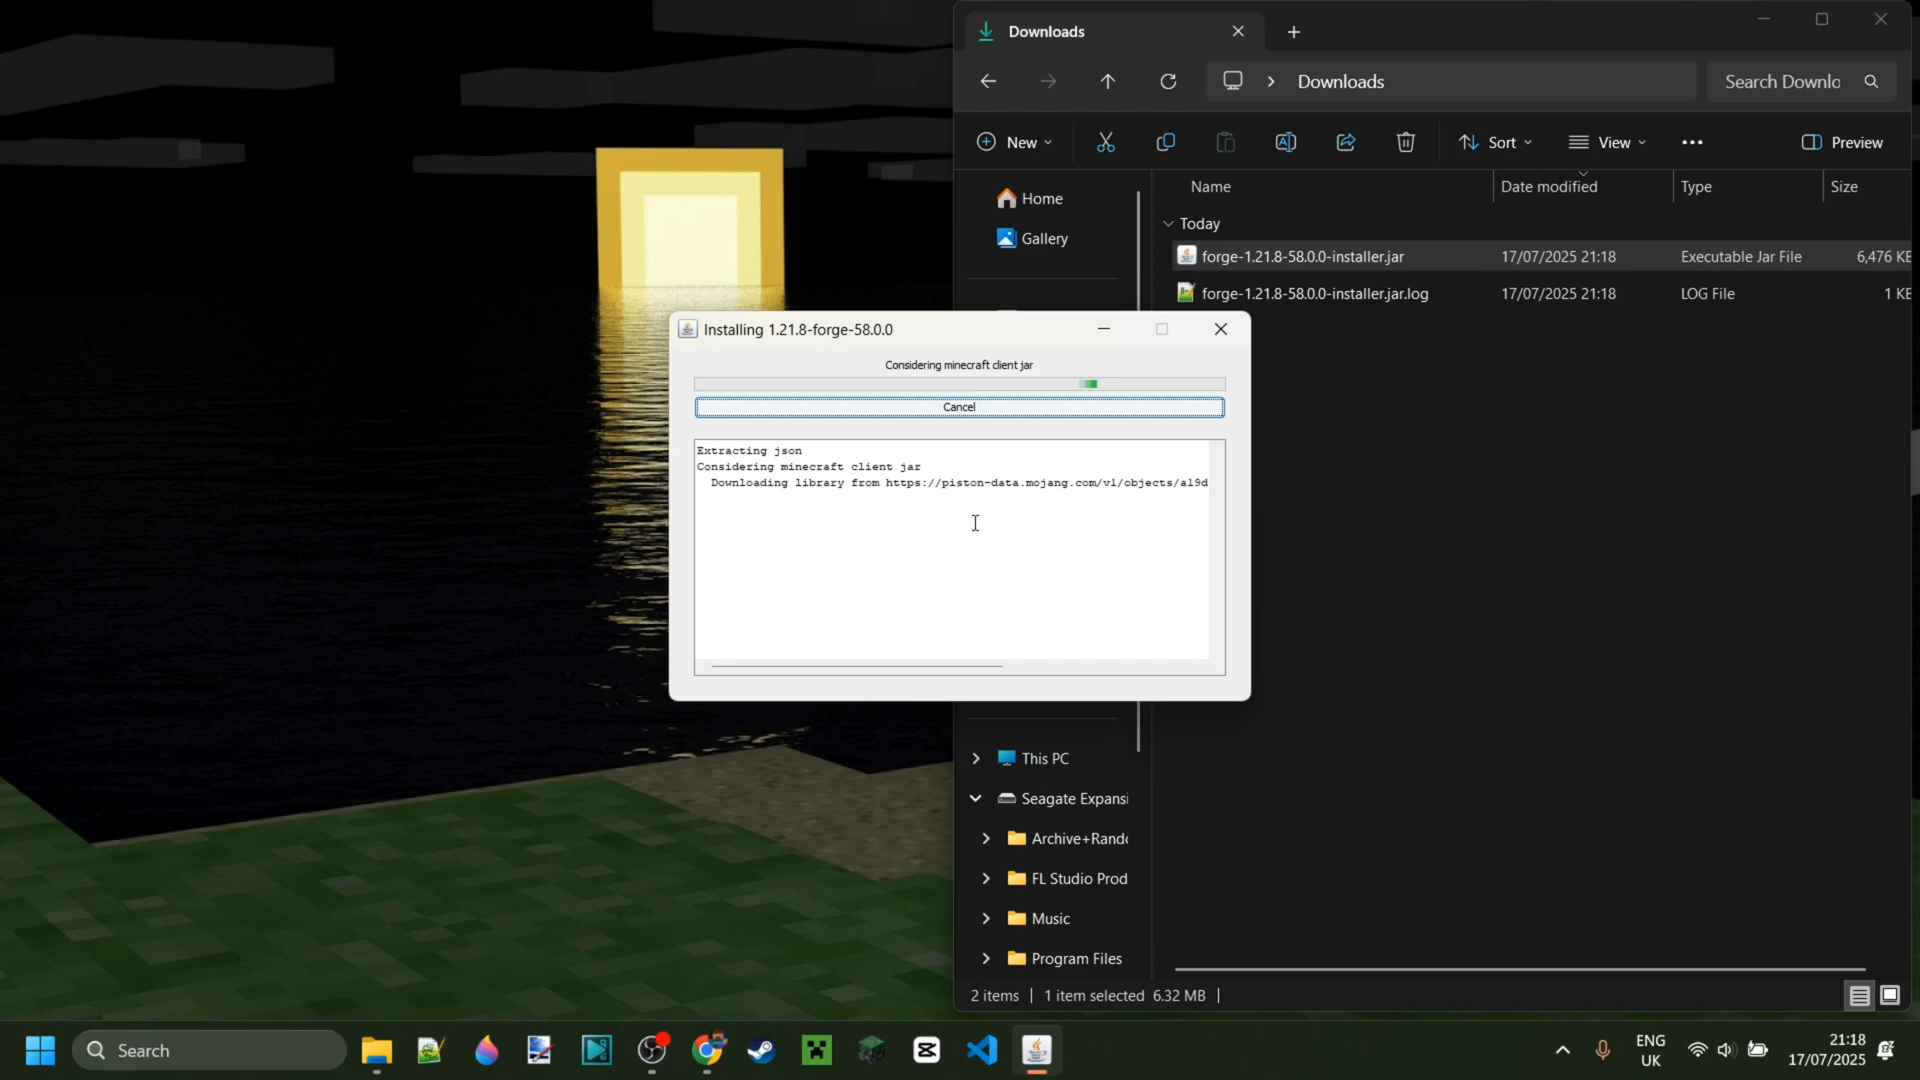 Downloads
Downloads
Search Downlo
New
Sort
View
Preview
Name
Date modified
Type
Size
Home
Gallery
Today
forge-1.21.8-58.0.0-installer.jar
17/07/2025 21:18
Executable Jar File
6,476 KB
forge-1.21.8-58.0.0-installer.jar.log
17/07/2025 21:18
LOG File
1 KB
Installing 1.21.8-forge-58.0.0
Considering minecraft client jar
Cancel
Extracting json
Considering minecraft client jar
Downloading library from https://piston-data.mojang.com/v1/objects/a19d
This PC
Seagate Expansi
Archive+Rando
FL Studio Prod
Music
Program Files
2 items
1 item selected 6.32 MB
Search
ENG
UK
21:18
17/07/2025